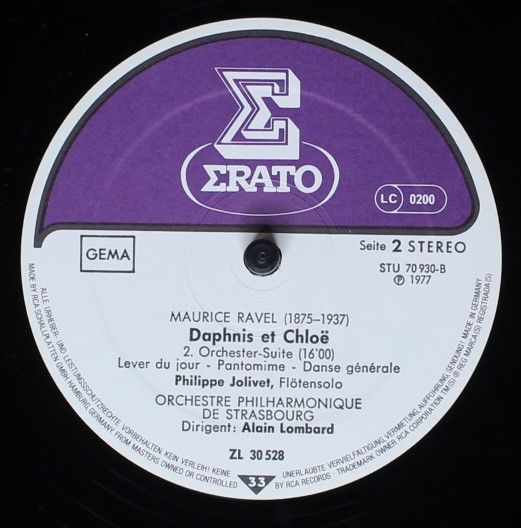 ΣRATO
LC 0200
GEMA
Seite 2 STEREO
STU 70 930-B
℗ 1977
MAURICE RAVEL (1875–1937)
Daphnis et Chloë
2. Orchester-Suite (16'00)
Lever du jour - Pantomime - Danse générale
Philippe Jolivet, Flötensolo
ORCHESTRE PHILHARMONIQUE
DE STRASBOURG
Dirigent: Alain Lombard
ZL 30 528
33
ALLE URHEBER- UND LEISTUNGSSCHUTZRECHTE VORBEHALTEN KEIN VERLEIH! KEINE
UNERLAUBTE VERVIELFÄLTIGUNG, VERMIETUNG, AUFFÜHRUNG, SENDUNG! MADE IN GERMANY
MADE BY RCA SCHALLPLATTEN GMBH, HAMBURG, GERMANY, FROM MASTERS OWNED OR CONTROLLED
BY RCA RECORDS · TRADEMARK OWNER RCA CORPORATION TM(S) ® REG MARCA(S) REGISTRADA(S)